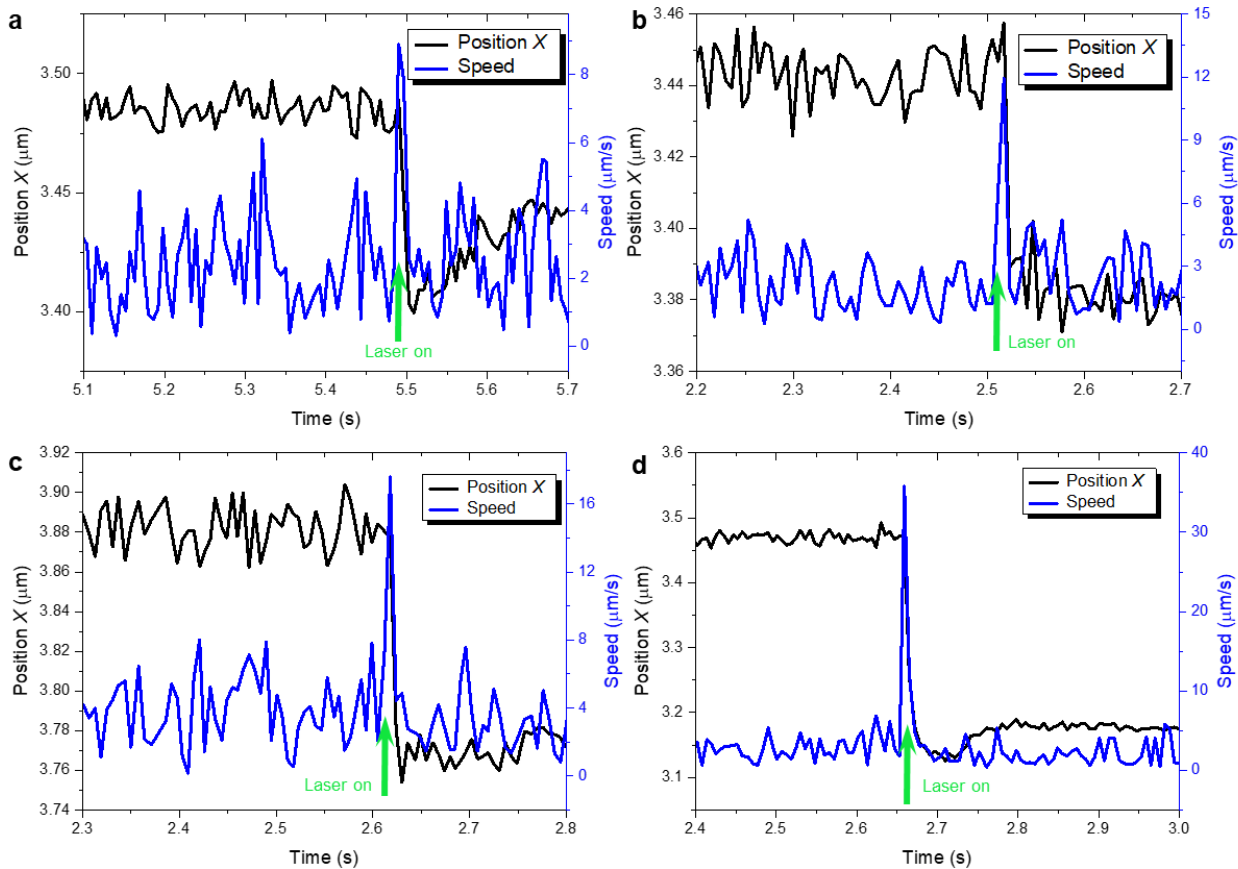 a
Position X
Speed
3.50
3.45
3.40
Position X (μm)
8
6
4
2
0
Speed (μm/s)
Laser on
5.1 5.2 5.3 5.4 5.5 5.6 5.7
Time (s)
b
Position X
Speed
3.46
3.44
3.42
3.40
3.38
3.36
Position X (μm)
15
12
9
6
3
0
Speed (μm/s)
Laser on
2.2 2.3 2.4 2.5 2.6 2.7
Time (s)
c
Position X
Speed
3.92
3.90
3.88
3.86
3.84
3.82
3.80
3.78
3.76
3.74
Position X (μm)
16
12
8
4
0
Speed (μm/s)
Laser on
2.3 2.4 2.5 2.6 2.7 2.8
Time (s)
d
Position X
Speed
3.6
3.5
3.4
3.3
3.2
3.1
Position X (μm)
40
30
20
10
0
Speed (μm/s)
Laser on
2.4 2.5 2.6 2.7 2.8 2.9 3.0
Time (s)